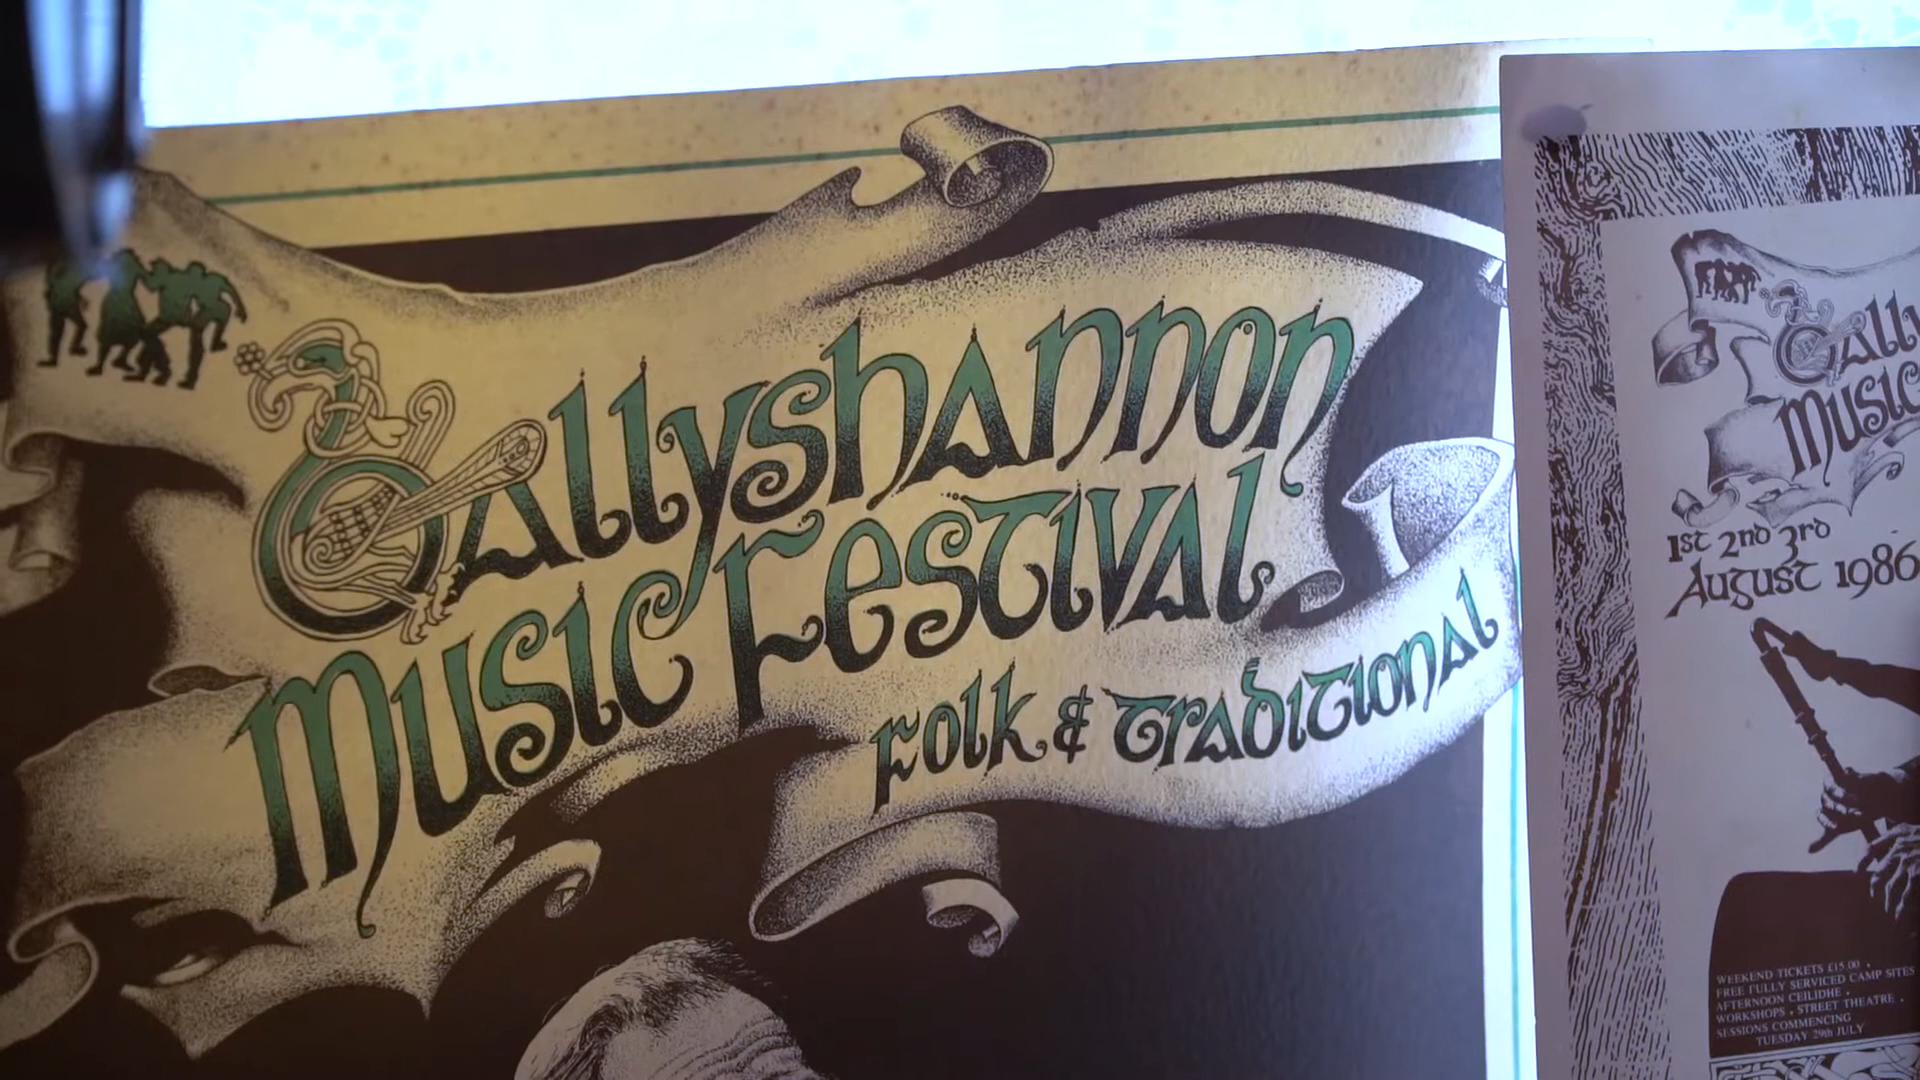 Ballyshannon
Music Festival
Folk & Traditional
Bally
Music
1st 2nd 3rd
August 1986
WEEKEND TICKETS £15.00 •
FREE FULLY SERVICED CAMP SITES
AFTERNOON CEILIDHE •
WORKSHOPS • STREET THEATRE •
SESSIONS COMMENCING
TUESDAY 29th JULY